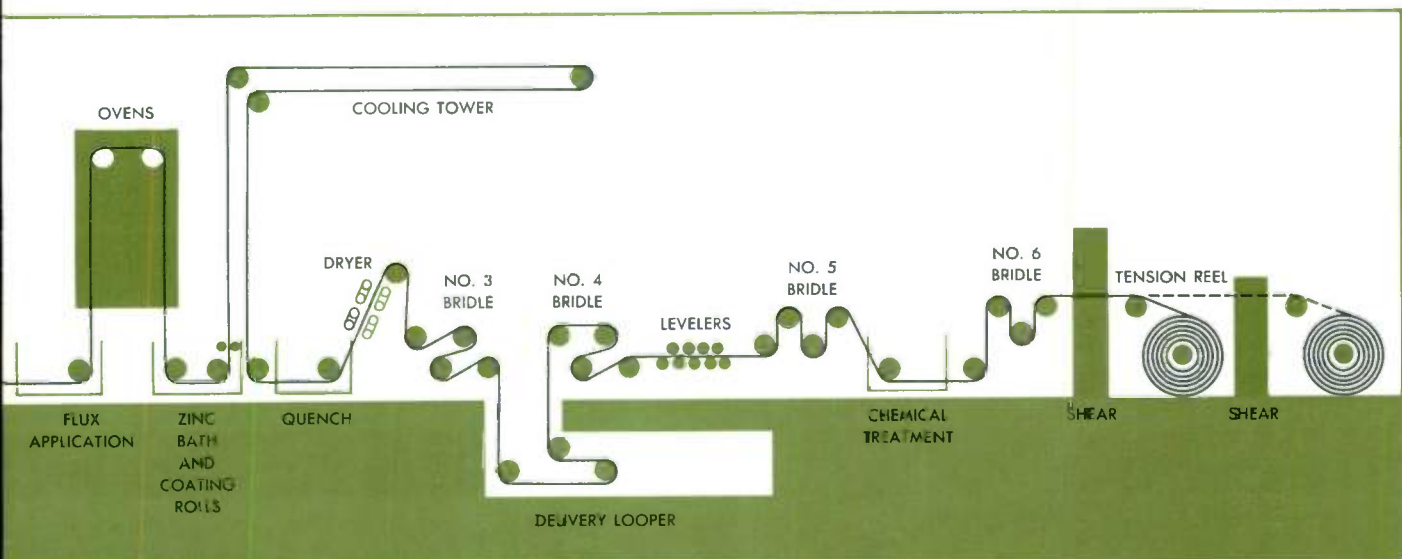 OVENS
COOLING TOWER
DRYER
NO. 3
BRIDLE
NO. 4
BRIDLE
LEVELERS
NO. 5
BRIDLE
NO. 6
BRIDLE
TENSION REEL
FLUX
APPLICATION
ZINC
BATH
AND
COATING
ROLLS
QUENCH
DELIVERY LOOPER
CHEMICAL
TREATMENT
SHEAR
SHEAR